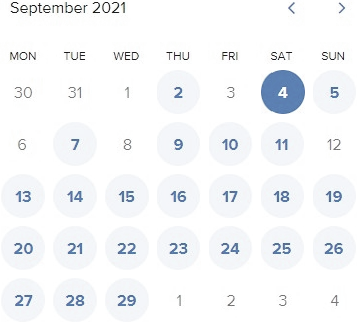 September 2021
MON TUE WED THU FRI SAT SUN
30 31 1 2 3 4 5
6 7 8 9 10 11 12
13 14 15 16 17 18 19
20 21 22 23 24 25 26
27 28 29 1 2 3 4